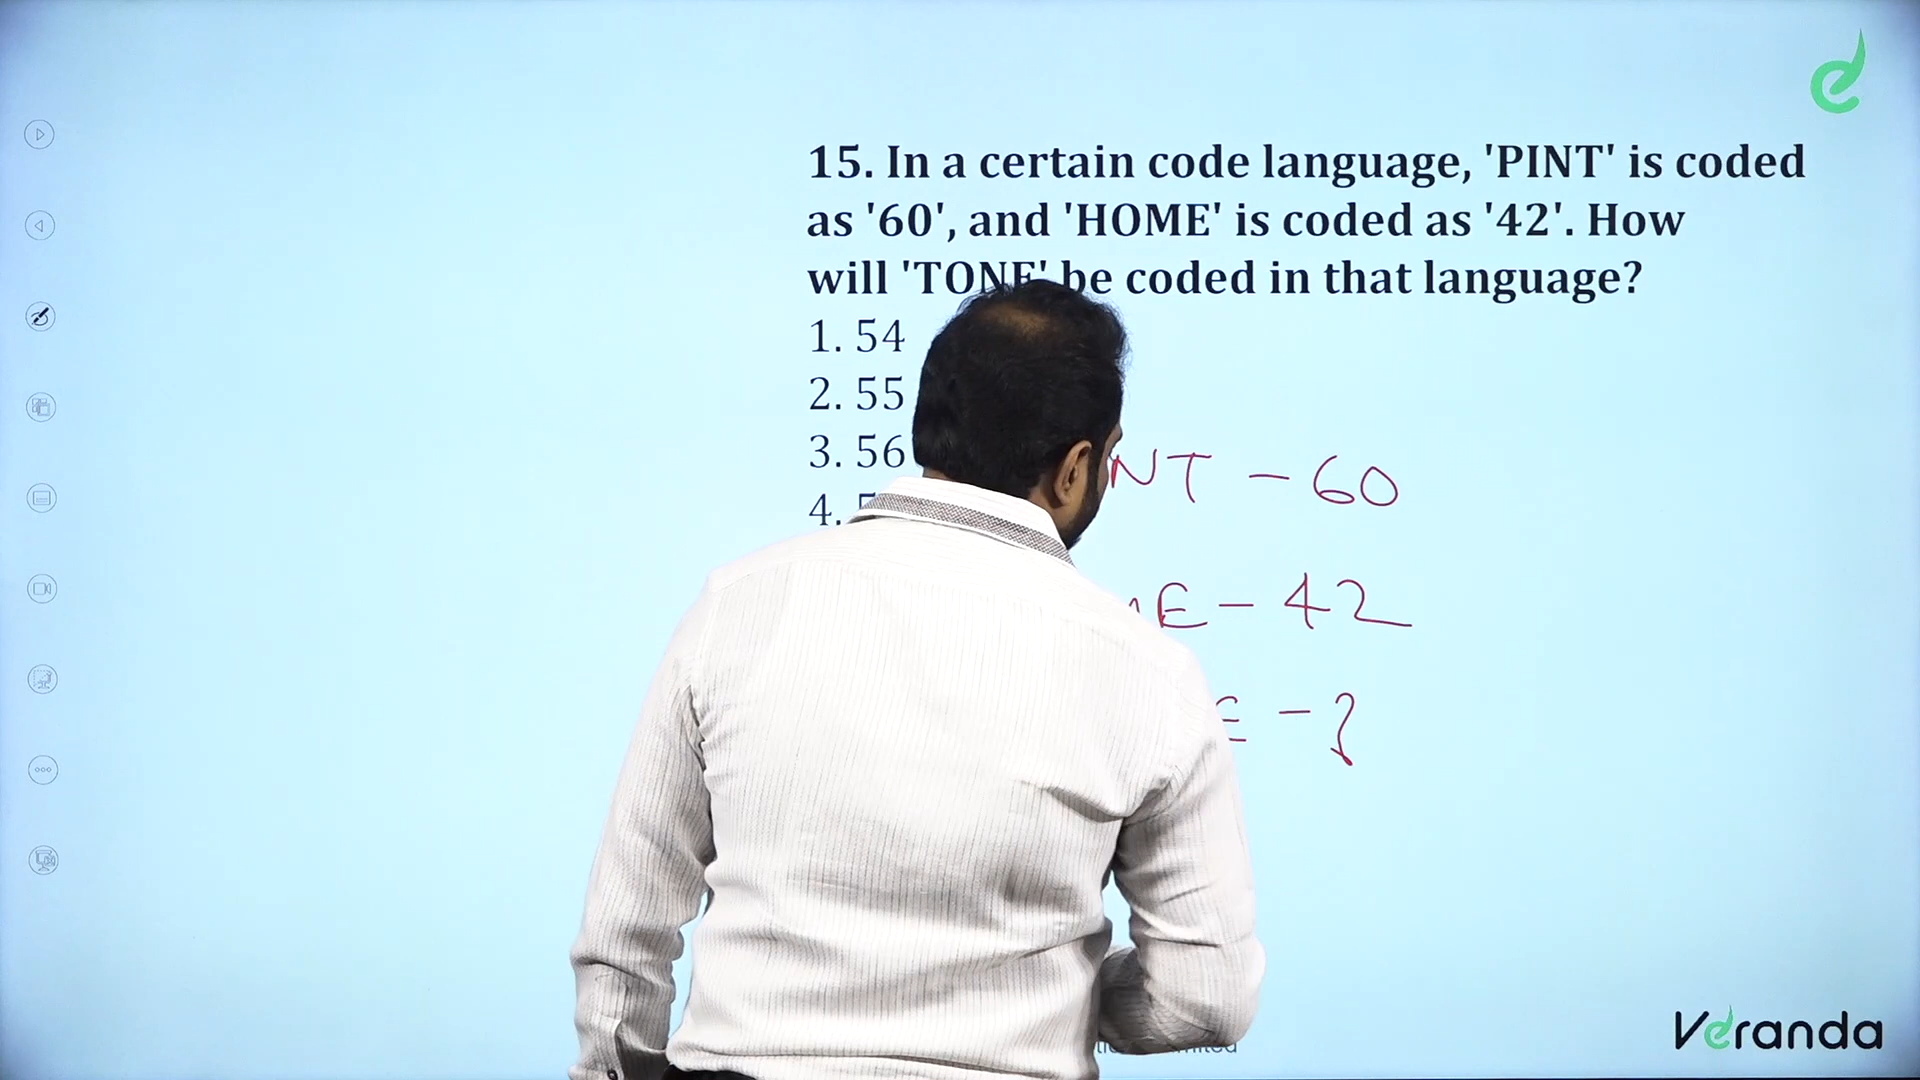 15. In a certain code language, 'PINT' is coded
as '60', and 'HOME' is coded as '42'. How
will 'TONE' be coded in that language?
1. 54
2. 55
3. 56
4.
NT - 60
E - 42
E - ?
Veranda